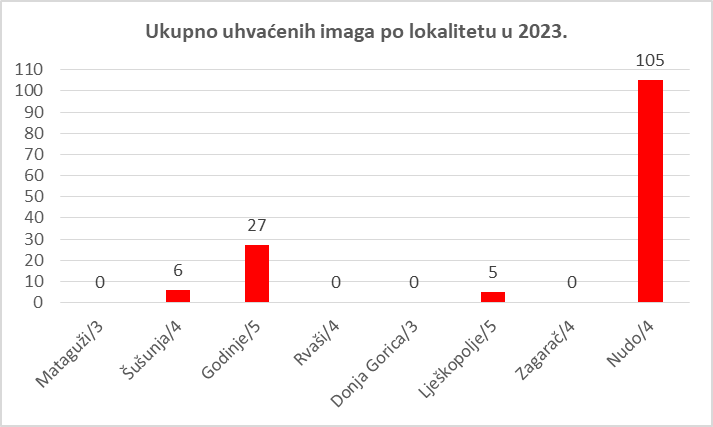 Ukupno uhvaćenih imaga po lokalitetu u 2023.
110
100
90
80
70
60
50
40
30
20
10
0
0
6
27
0
0
5
0
105
Mataguži/3
Šušunja/4
Godinje/5
Rvaši/4
Donja Gorica/3
Lješkopolje/5
Zagarač/4
Nudo/4